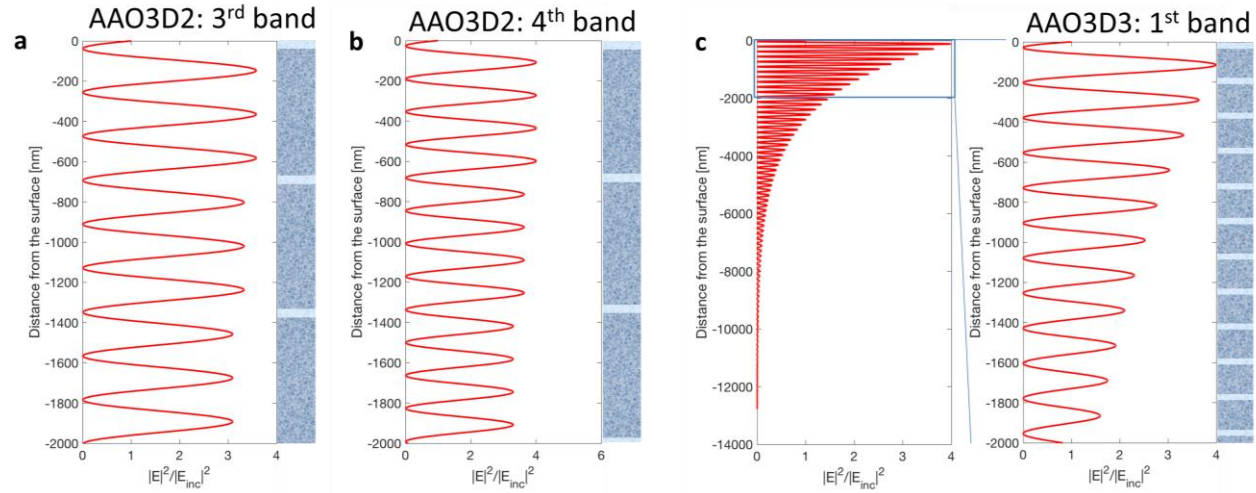 AAO3D2: 3rd band
AAO3D2: 4th band
AAO3D3: 1st band
a
b
c
Distance from the surface [nm]
0
-200
-400
-600
-800
-1000
-1200
-1400
-1600
-1800
-2000
0 1 2 3 4
|E|²/|Einc|²
Distance from the surface [nm]
0
-200
-400
-600
-800
-1000
-1200
-1400
-1600
-1800
-2000
0 2 4 6
|E|²/|Einc|²
Distance from the surface [nm]
0
-2000
-4000
-6000
-8000
-10000
-12000
-14000
0 1 2 3 4
|E|²/|Einc|²
Distance from the surface [nm]
0
-200
-400
-600
-800
-1000
-1200
-1400
-1600
-1800
-2000
0 1 2 3 4
|E|²/|Einc|²